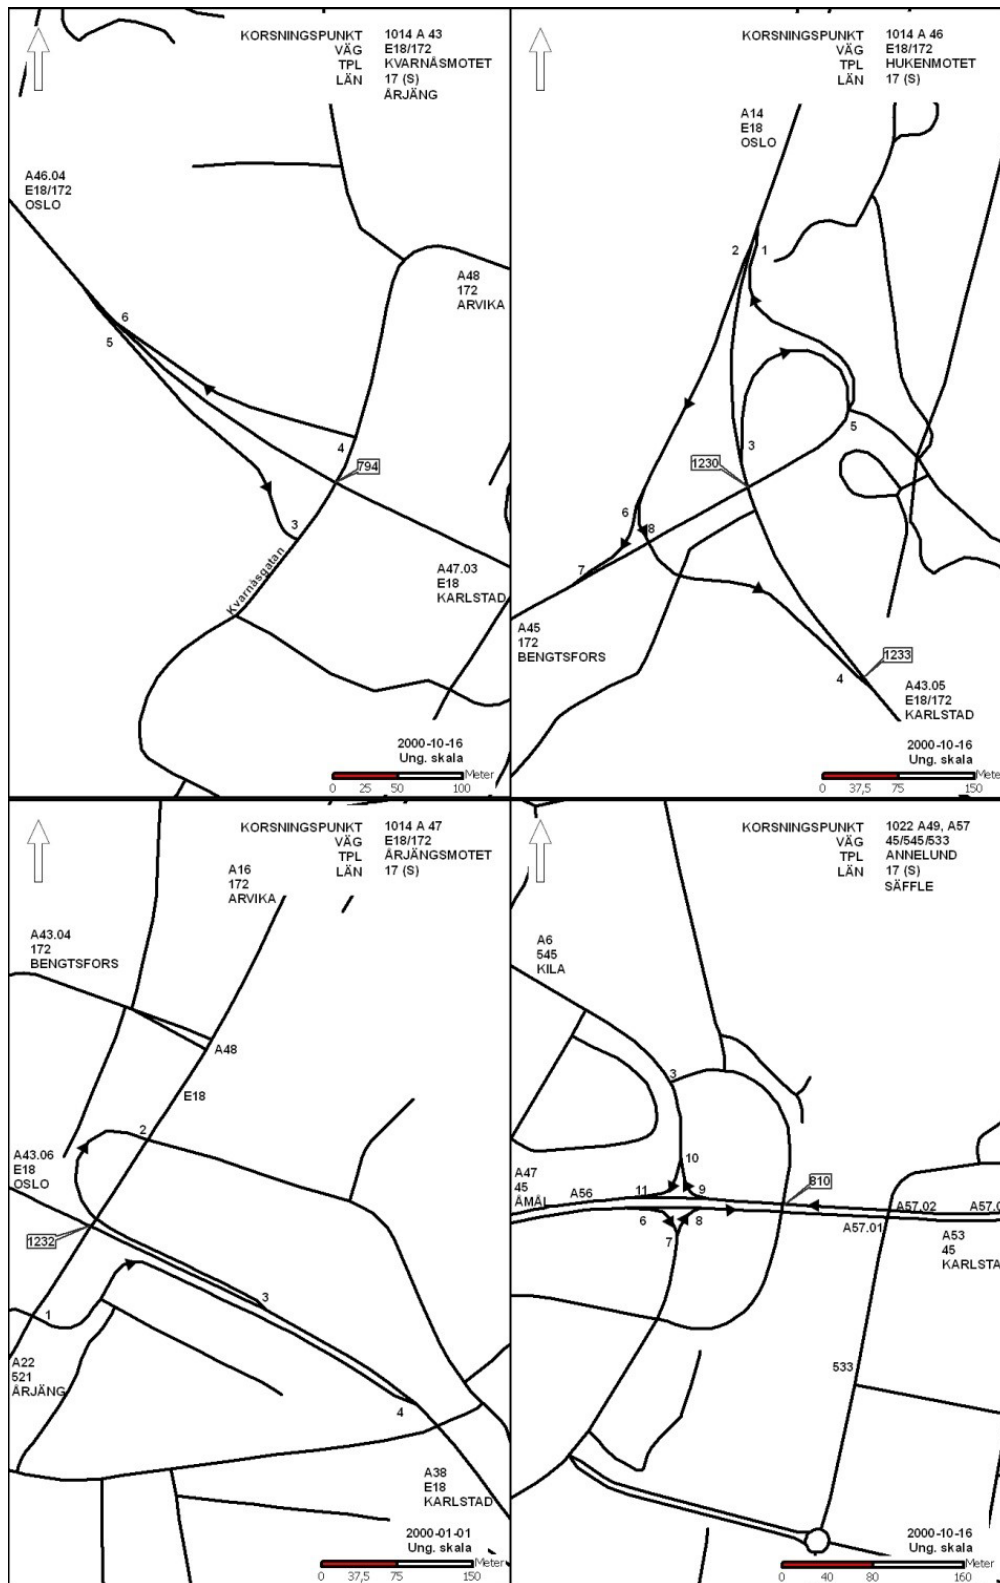 KORSNINGSPUNKT 1014 A 43
VÄG E18/172
TPL KVARNÅSMOTET
LÄN 17 (S)
ÅRJÄNG
A46.04
E18/172
OSLO
A48
172
ARVIKA
6
5
4
794
3
Kvarnåsgatan
A47.03
E18
KARLSTAD
2000-10-16
Ung. skala
Meter
0 25 50 100
KORSNINGSPUNKT 1014 A 46
VÄG E18/172
TPL HUKENMOTET
LÄN 17 (S)
A14
E18
OSLO
2 1
3
5
1230
6
8
7
A45
172
BENGTSFORS
1233
4
A43.05
E18/172
KARLSTAD
2000-10-16
Ung. skala
Meter
0 37,5 75 150
KORSNINGSPUNKT 1014 A 47
VÄG E18/172
TPL ÅRJÄNGSMOTET
LÄN 17 (S)
A16
172
ARVIKA
A43.04
172
BENGTSFORS
A48
E18
2
A43.06
E18
OSLO
1232
3
1
A22
521
ÅRJÄNG
4
A38
E18
KARLSTAD
2000-01-01
Ung. skala
Meter
0 37,5 75 150
KORSNINGSPUNKT 1022 A49, A57
VÄG 45/545/533
TPL ANNELUND
LÄN 17 (S)
SÄFFLE
A6
545
KILA
3
10
A47
45
ÅMÅL
A56
11 9
810
6 8
7
A57.02
A57.01
A53
45
533
2000-10-16
Ung. skala
Meter
0 40 80 160